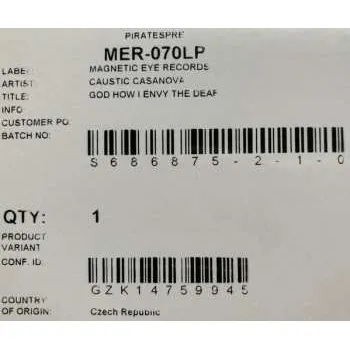 PIRATESPRE
MER-070LP
LABEL: MAGNETIC EYE RECORDS
ARTIST: CAUSTIC CASANOVA
TITLE: GOD HOW I ENVY THE DEAF
INFO:
CUSTOMER PO:
BATCH NO:
S686875-2-1-0
QTY: 1
PRODUCT
VARIANT
CONF. ID:
GZK14759945
COUNTRY
OF ORIGIN: Czech Republic